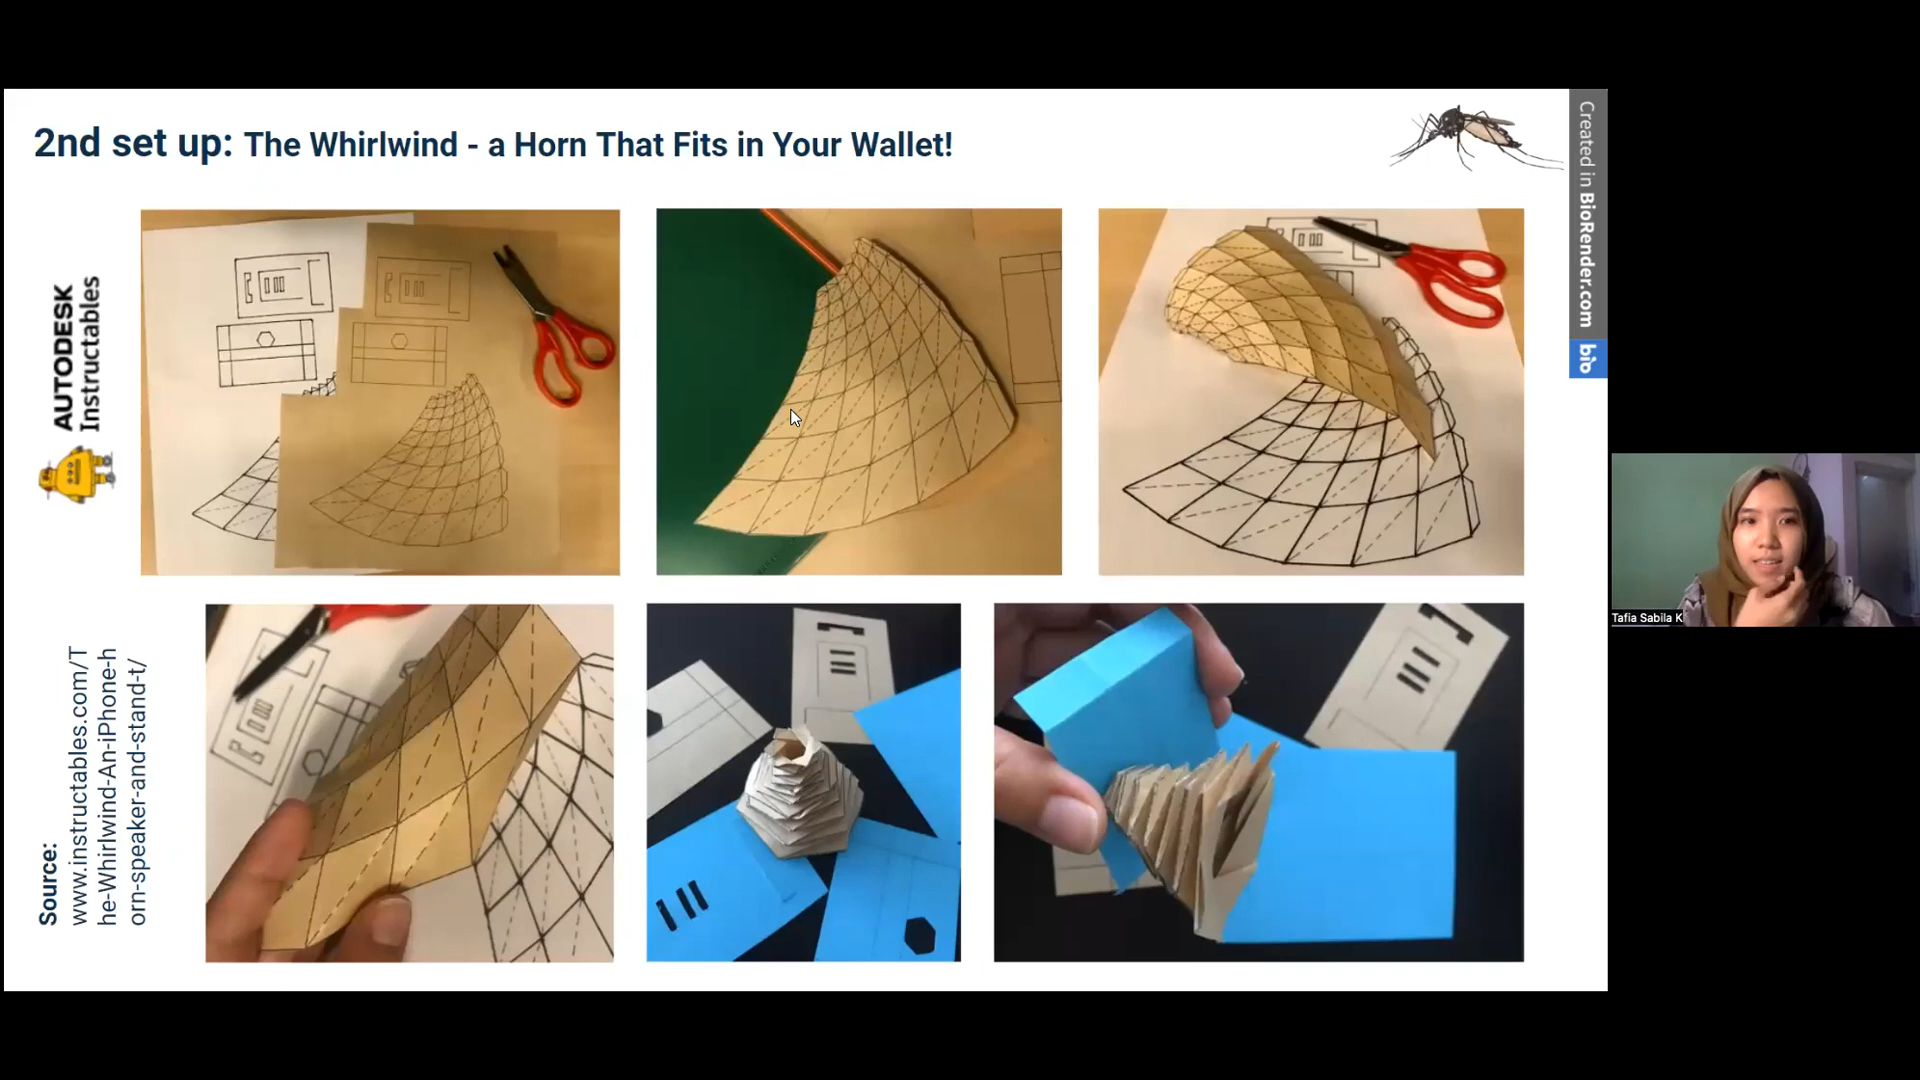 2nd set up: The Whirlwind - a Horn That Fits in Your Wallet!
AUTODESK
Instructables
Source:
www.instructables.com/T
he-Whirlwind-An-iPhone-h
orn-speaker-and-stand-t/
Created in BioRender.com
bio
Tafia Sabila K